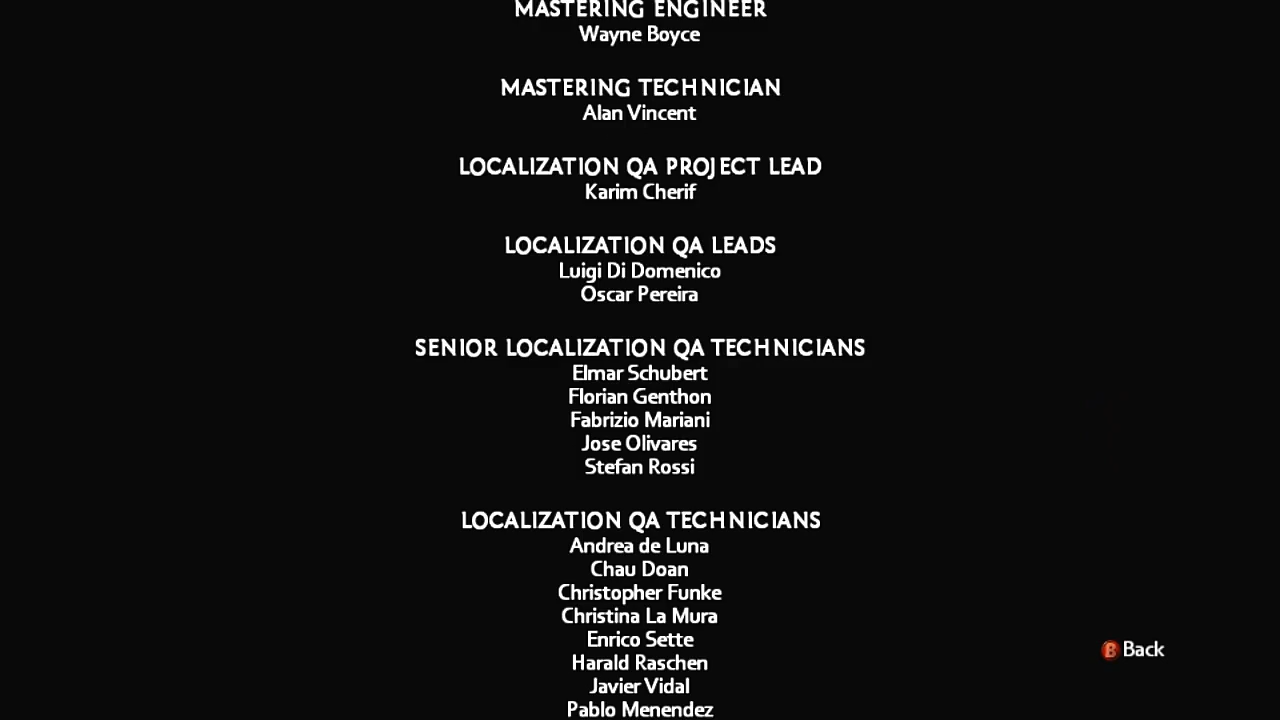 MASTERING ENGINEER
Wayne Boyce
MASTERING TECHNICIAN
Alan Vincent
LOCALIZATION QA PROJECT LEAD
Karim Cherif
LOCALIZATION QA LEADS
Luigi Di Domenico
Oscar Pereira
SENIOR LOCALIZATION QA TECHNICIANS
Elmar Schubert
Florian Genthon
Fabrizio Mariani
Jose Olivares
Stefan Rossi
LOCALIZATION QA TECHNICIANS
Andrea de Luna
Chau Doan
Christopher Funke
Christina La Mura
Enrico Sette
Harald Raschen
Javier Vidal
Pablo Menendez
B Back